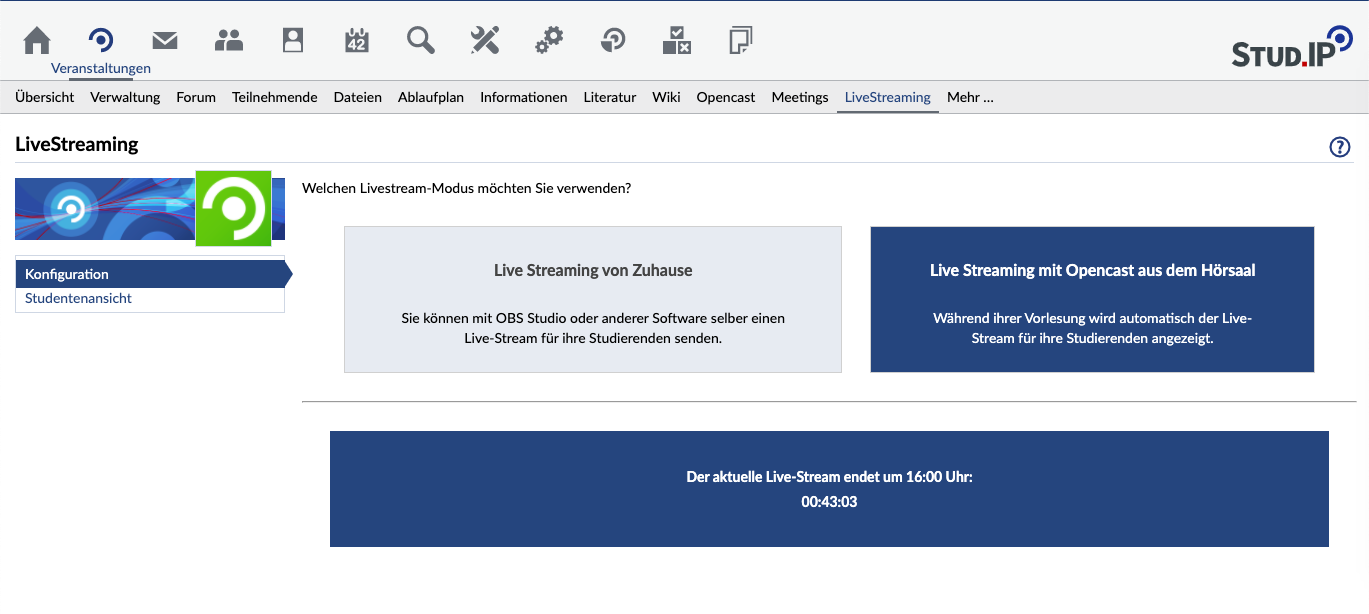 42
Veranstaltungen
STUD.IP
Übersicht Verwaltung Forum Teilnehmende Dateien Ablaufplan Informationen Literatur Wiki Opencast Meetings LiveStreaming Mehr ...
LiveStreaming
?
Welchen Livestream-Modus möchten Sie verwenden?
Konfiguration
Studentenansicht
Live Streaming von Zuhause
Sie können mit OBS Studio oder anderer Software selber einen
Live-Stream für ihre Studierenden senden.
Live Streaming mit Opencast aus dem Hörsaal
Während ihrer Vorlesung wird automatisch der Live-
Stream für ihre Studierenden angezeigt.
Der aktuelle Live-Stream endet um 16:00 Uhr:
00:43:03